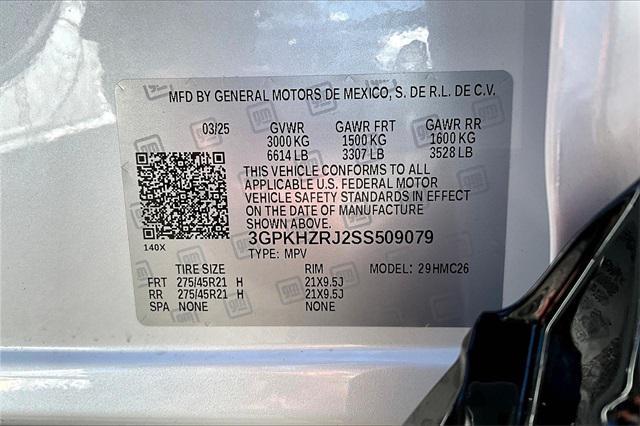 MFD BY GENERAL MOTORS DE MEXICO, S. DE R.L. DE C.V.
03/25 GVWR GAWR FRT GAWR RR
3000 KG 1500 KG 1600 KG
6614 LB 3307 LB 3528 LB
THIS VEHICLE CONFORMS TO ALL
APPLICABLE U.S. FEDERAL MOTOR
VEHICLE SAFETY STANDARDS IN EFFECT
ON THE DATE OF MANUFACTURE
SHOWN ABOVE.
3GPKHZRJ2SS509079
140X
TYPE: MPV
TIRE SIZE RIM MODEL: 29HMC26
FRT 275/45R21 H 21X9.5J
RR 275/45R21 H 21X9.5J
SPA NONE NONE